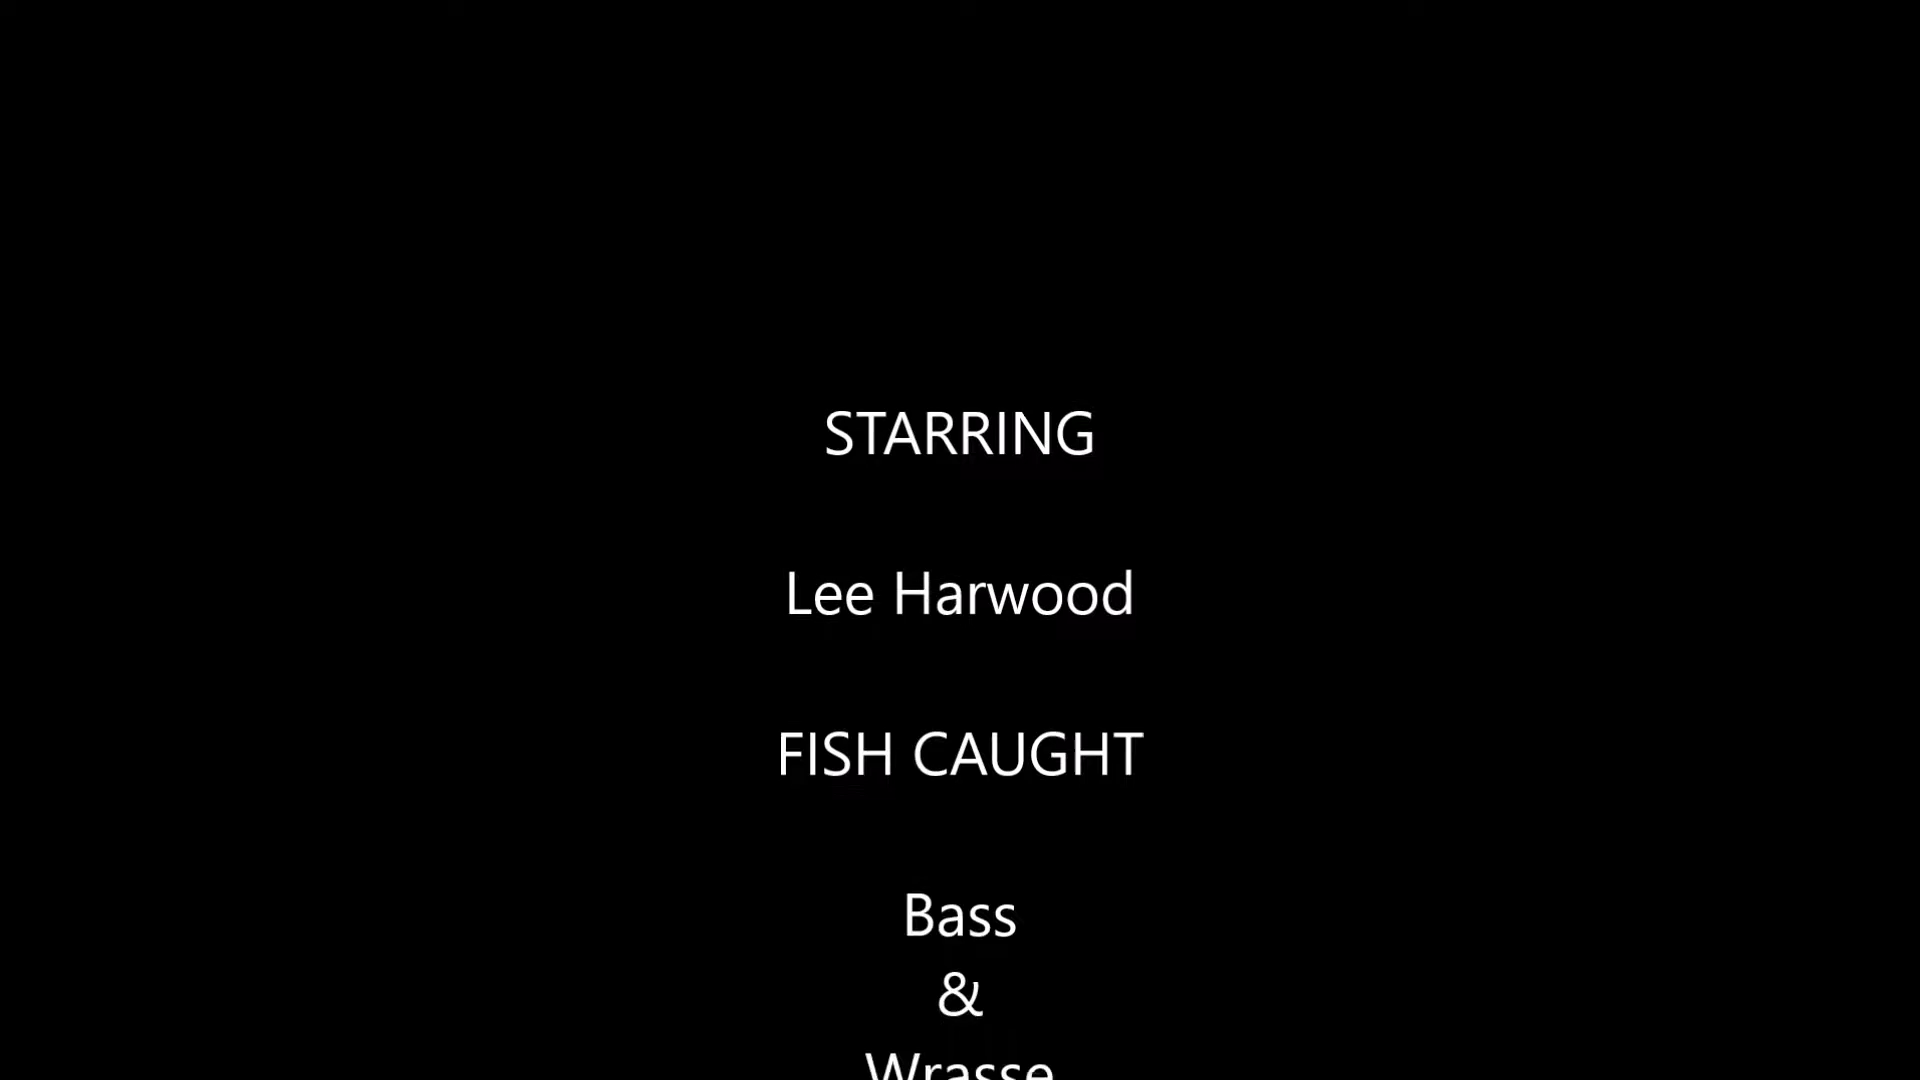 STARRING
Lee Harwood
FISH CAUGHT
Bass
&
Wrasse